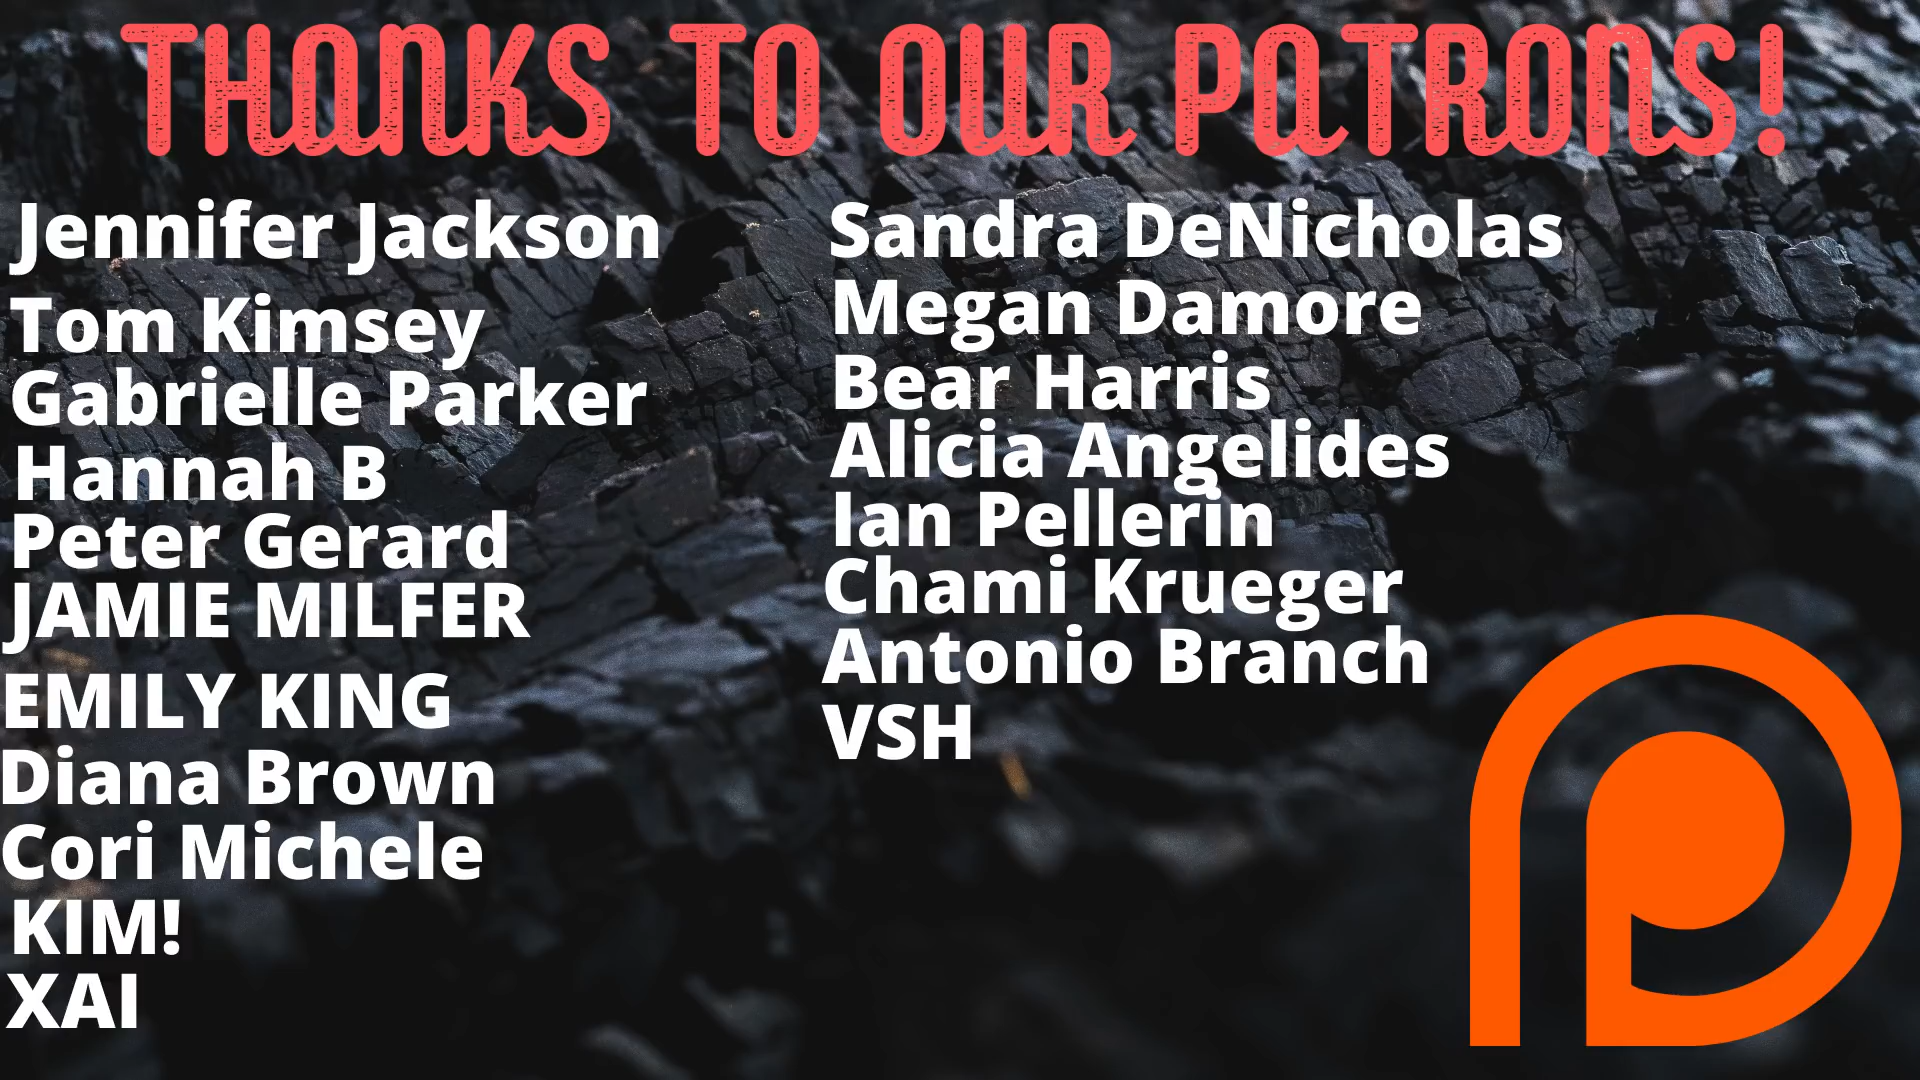 THANKS TO OUR PATRONS!
Jennifer Jackson
Tom Kimsey
Gabrielle Parker
Hannah B
Peter Gerard
JAMIE MILFER
EMILY KING
Diana Brown
Cori Michele
KIM!
XAI
Sandra DeNicholas
Megan Damore
Bear Harris
Alicia Angelides
Ian Pellerin
Chami Krueger
Antonio Branch
VSH